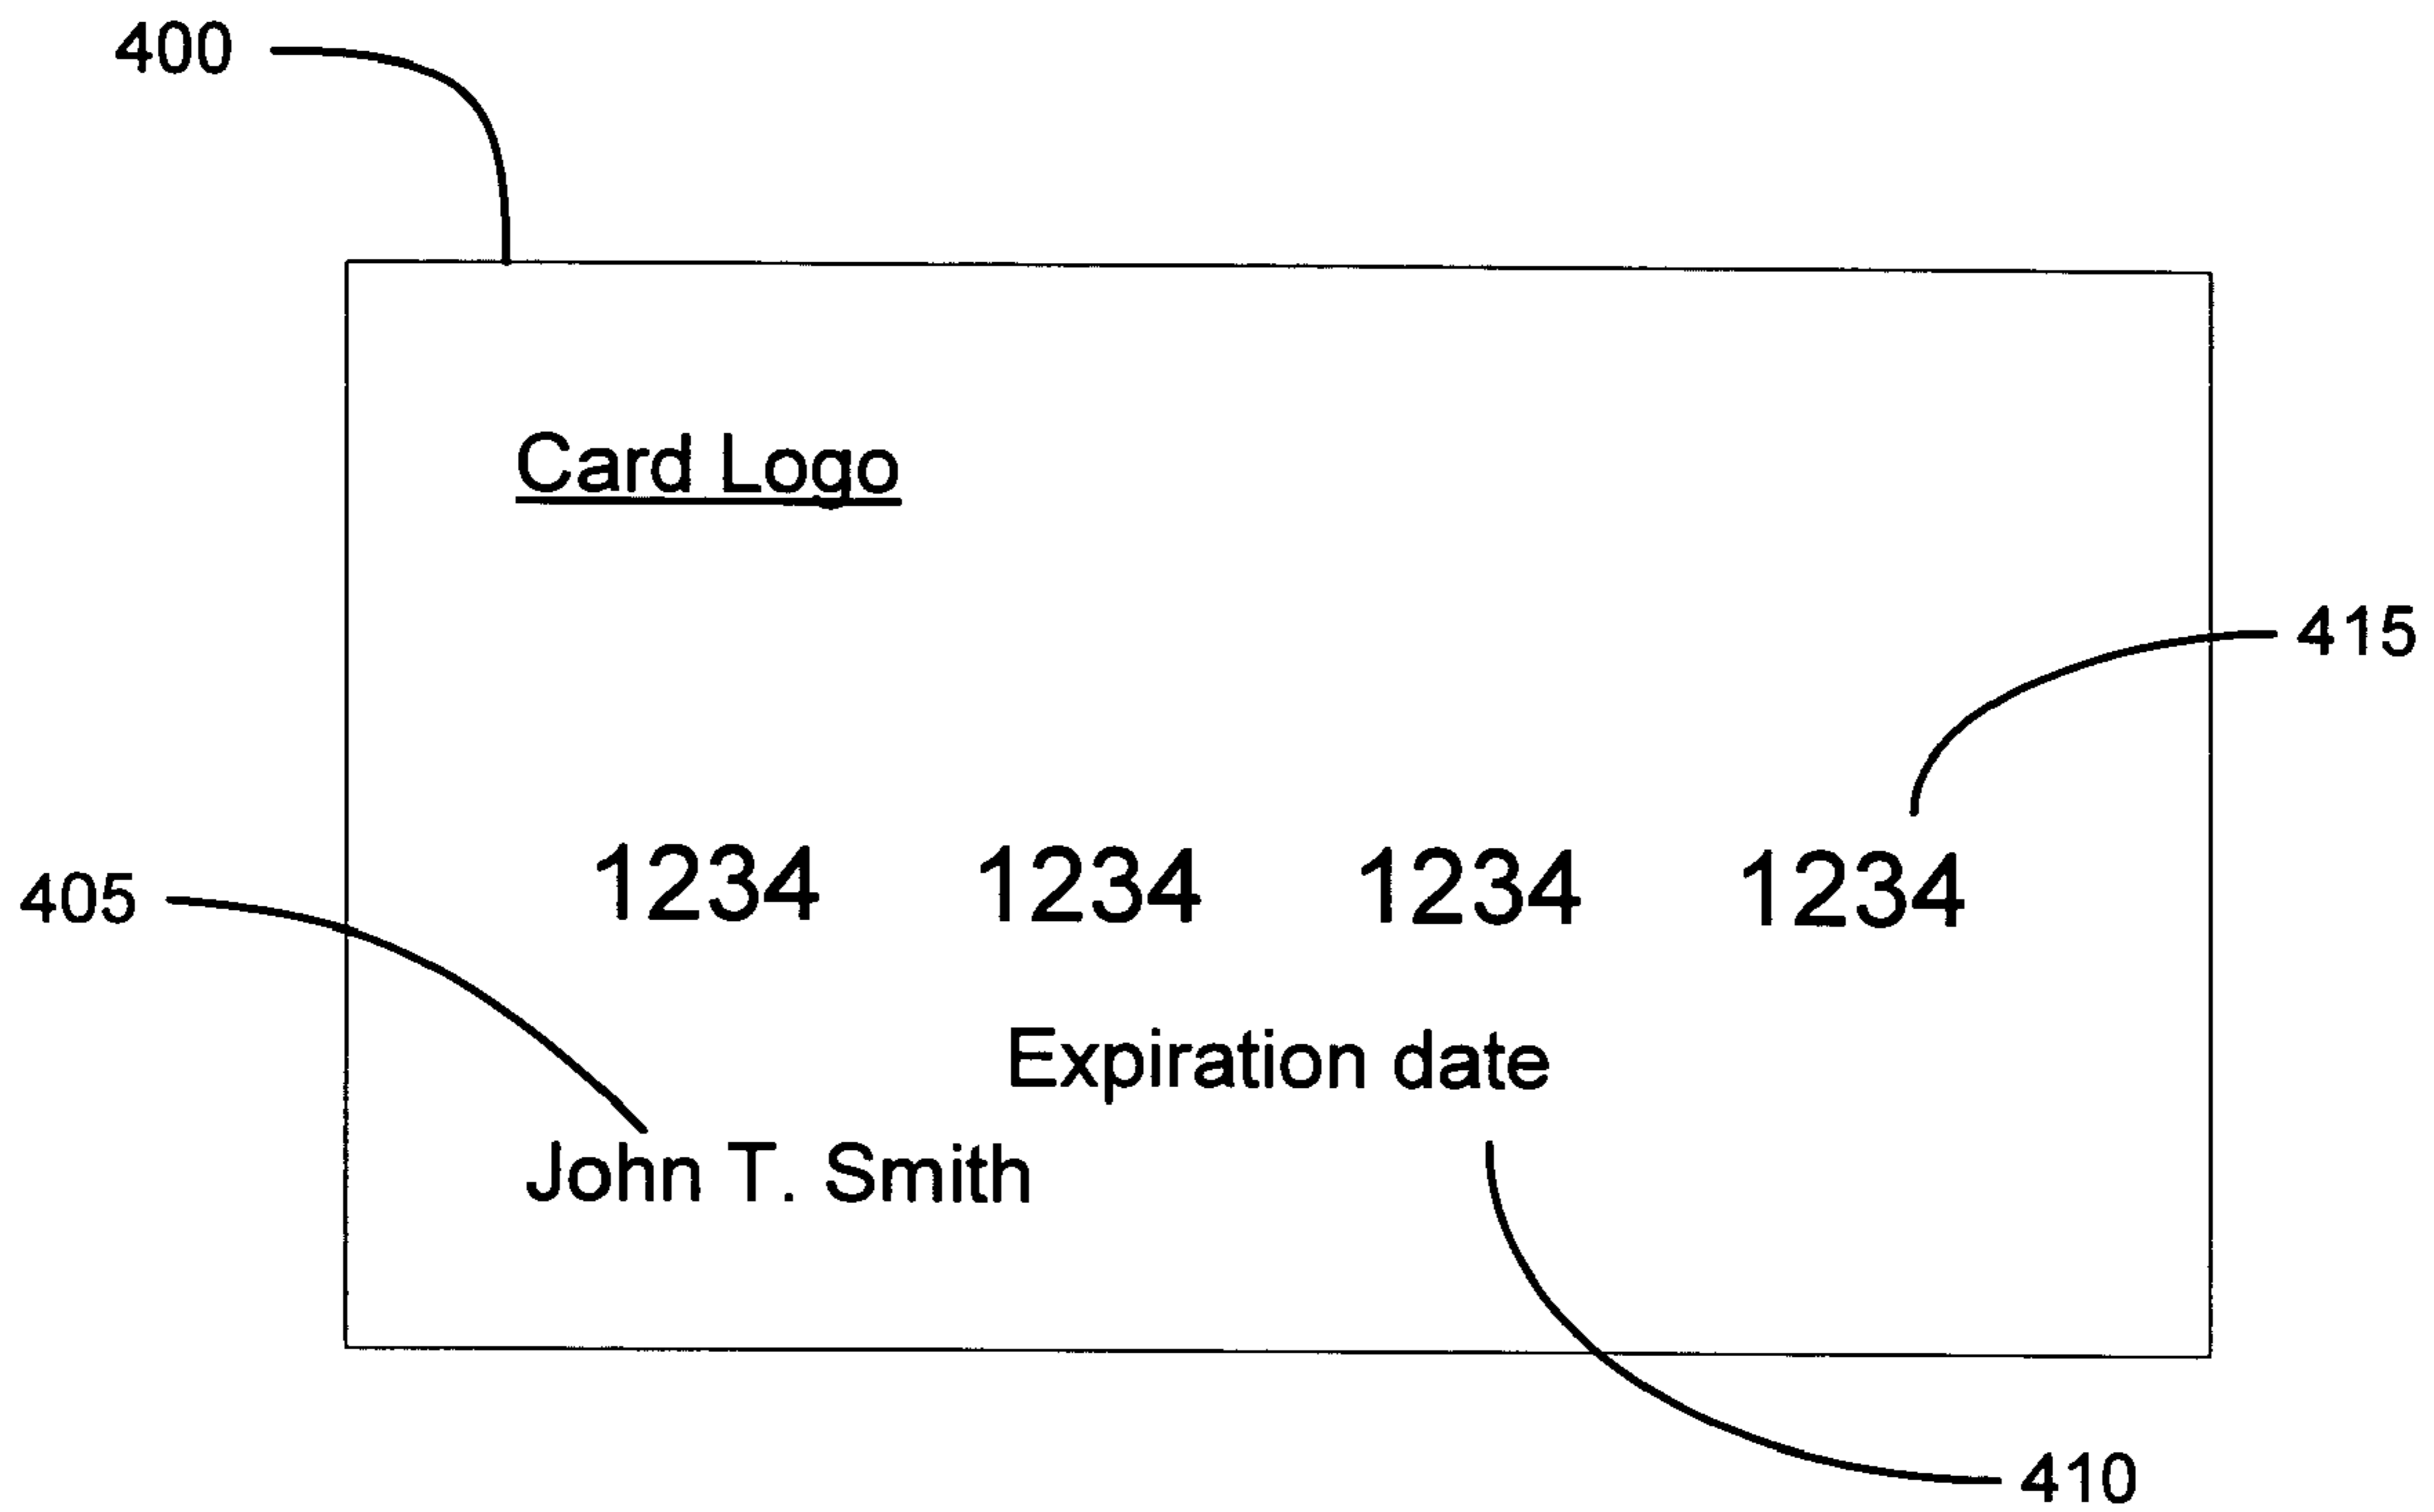 400
Card Logo
415
1234 1234 1234 1234
405
Expiration date
John T. Smith
410